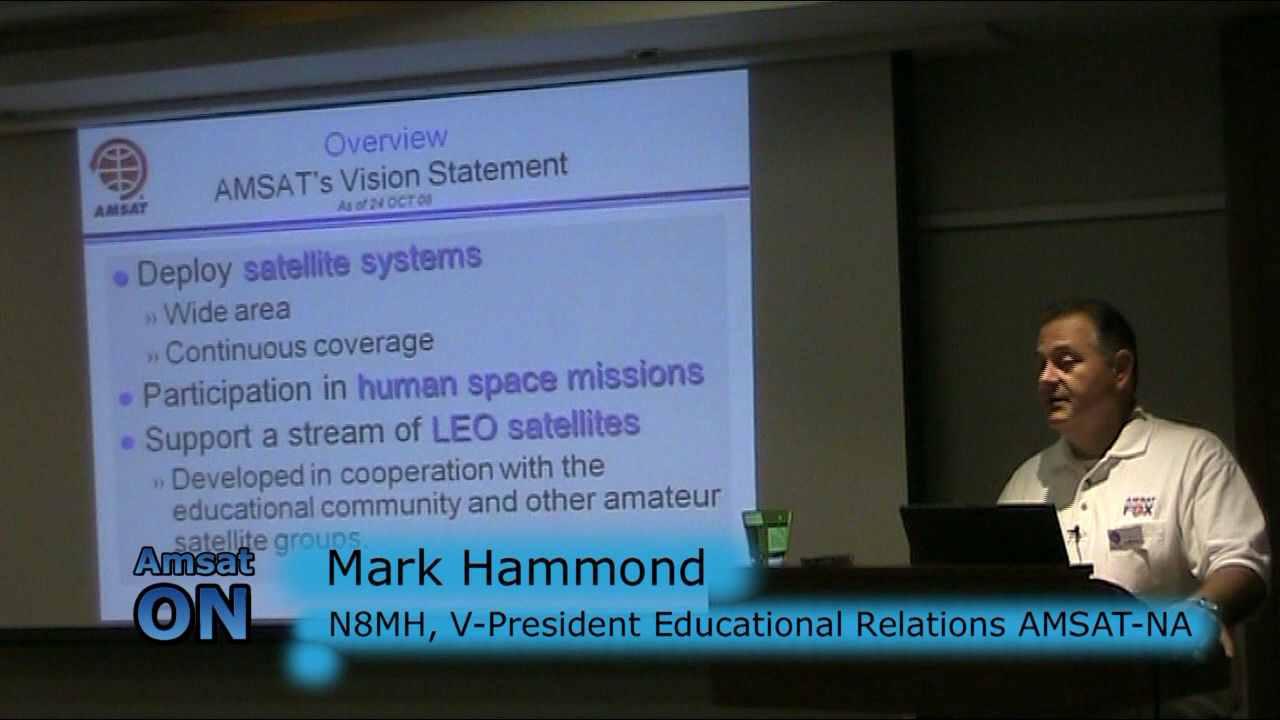 Overview
AMSAT's Vision Statement
As of 24 OCT 08
AMSAT
• Deploy satellite systems
» Wide area
» Continuous coverage
• Participation in human space missions
• Support a stream of LEO satellites
» Developed in cooperation with the
educational community and other amateur
satellite groups.
AMSAT
FOX
Amsat
ON
Mark Hammond
N8MH, V-President Educational Relations AMSAT-NA